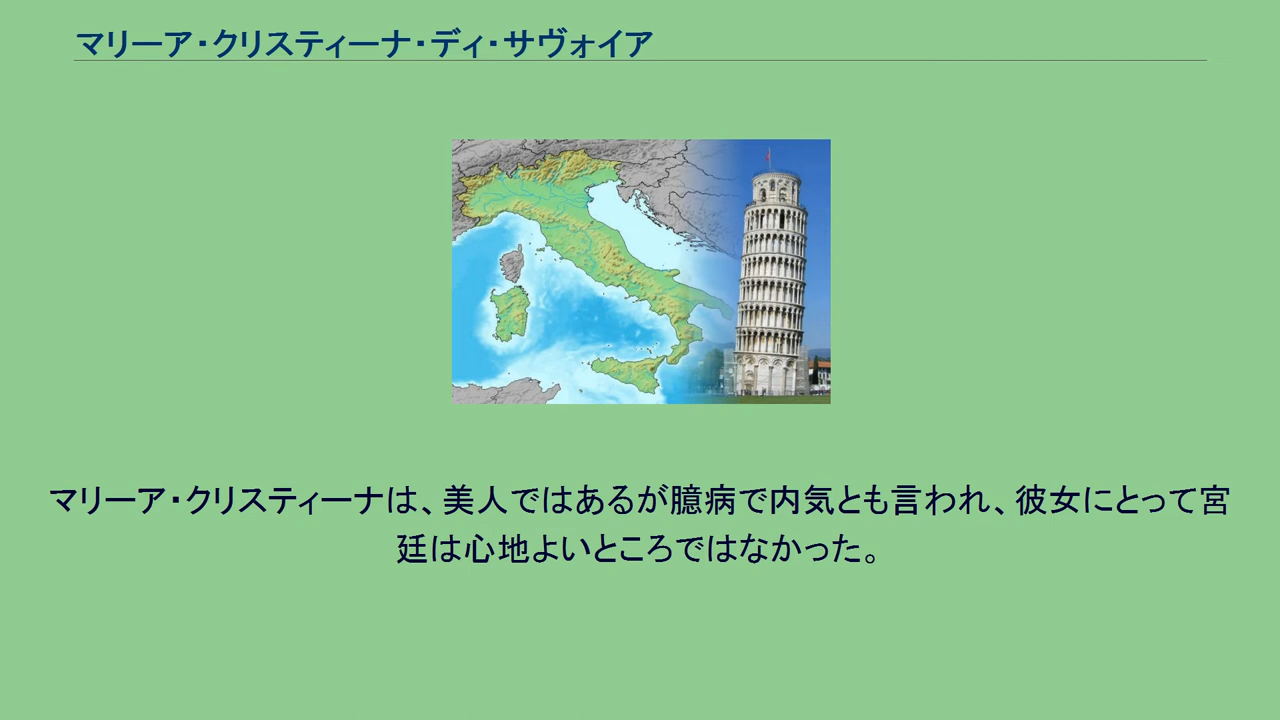 マリーア・クリスティーナ・ディ・サヴォイア
マリーア・クリスティーナは、美人ではあるが臆病で内気とも言われ、彼女にとって宮
廷は心地よいところではなかった。